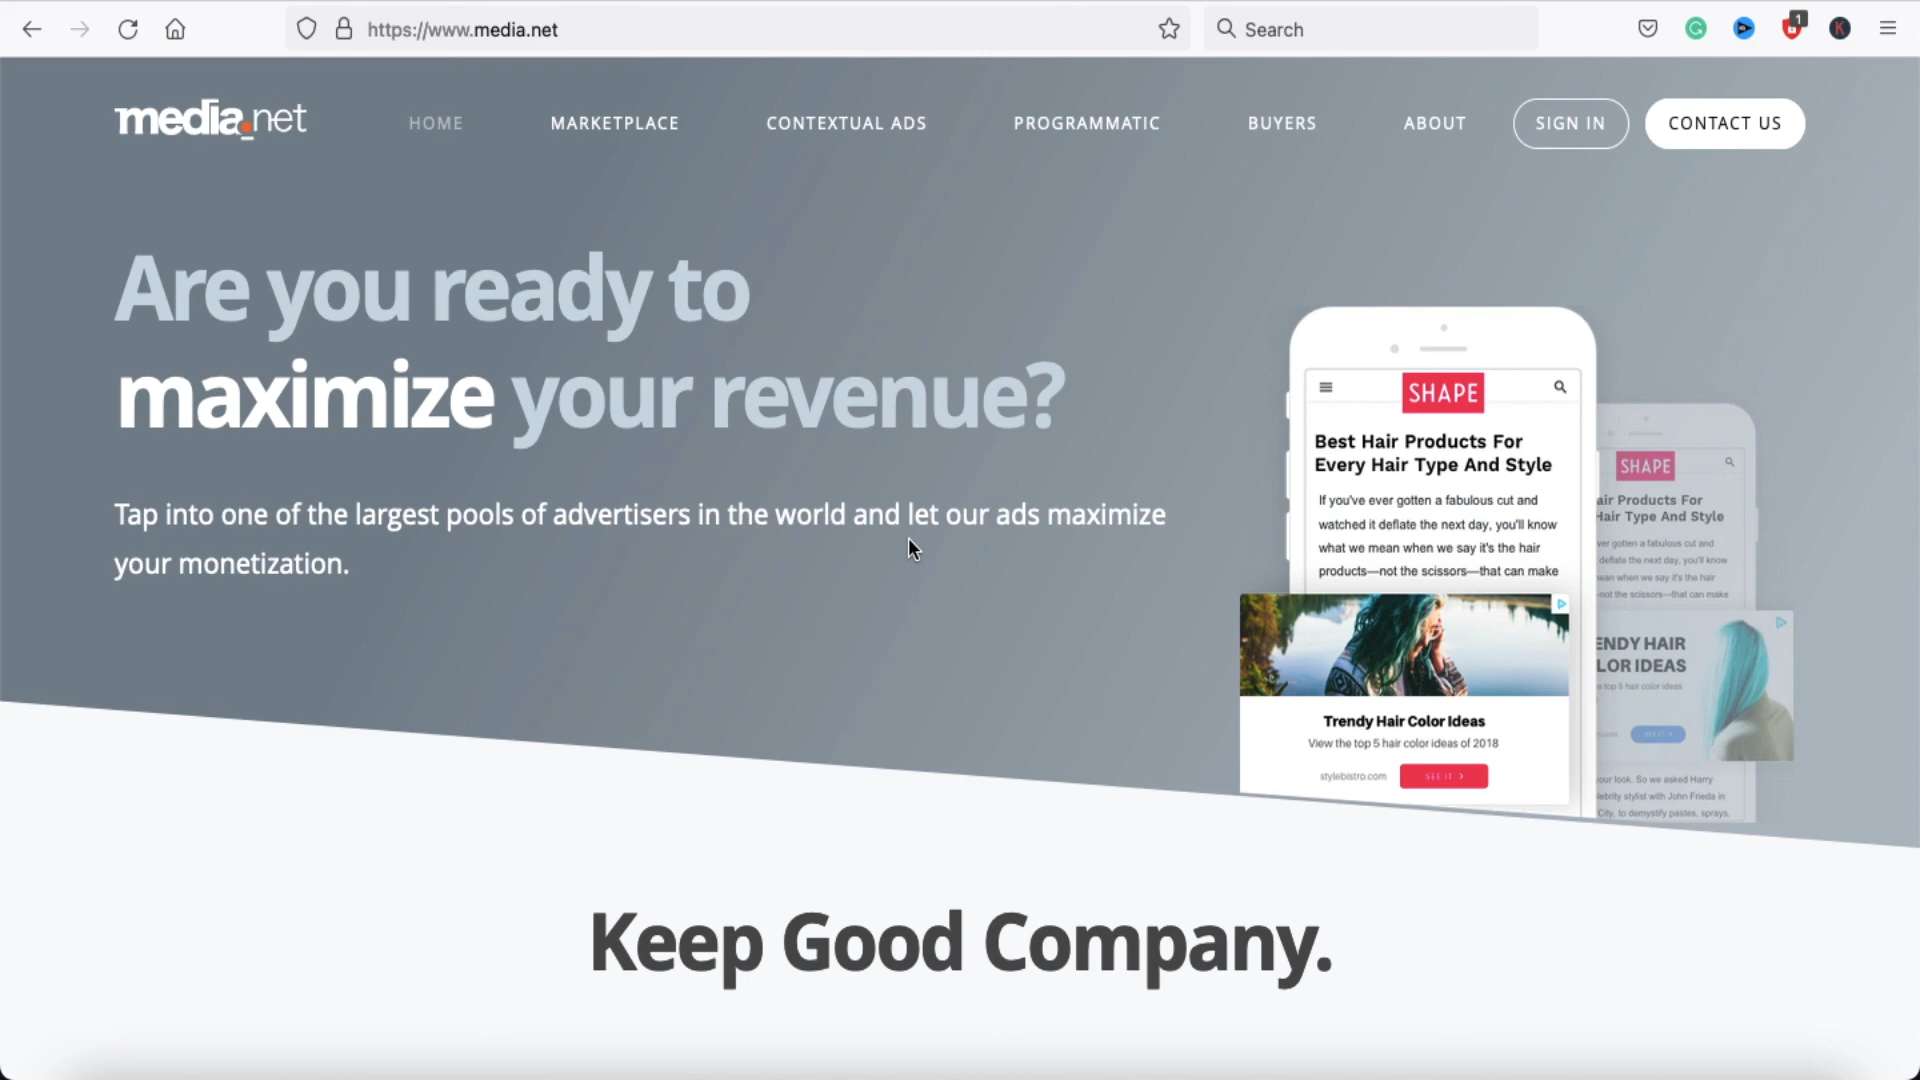 https://www.media.net
Search
1
K
media.net
HOME
MARKETPLACE
CONTEXTUAL ADS
PROGRAMMATIC
BUYERS
ABOUT
SIGN IN
CONTACT US
Are you ready to
maximize your revenue?
Tap into one of the largest pools of advertisers in the world and let our ads maximize
your monetization.
SHAPE
Best Hair Products For
Every Hair Type And Style
If you've ever gotten a fabulous cut and
watched it deflate the next day, you'll know
what we mean when we say it's the hair
products—not the scissors—that can make
Trendy Hair Color Ideas
View the top 5 hair color ideas of 2018
stylebistro.com
SEE IT >
SHAPE
air Products For
Hair Type And Style
ver gotten a fabulous cut and
deflate the next day, you'll know
ean when we say it's the hair
-not the scissors—that can make
ENDY HAIR
LOR IDEAS
e top 5 hair color ideas
SEE IT
your look. So we asked Harry
lebrity stylist with John Frieda in
City, to demystify pastes, sprays,
Keep Good Company.